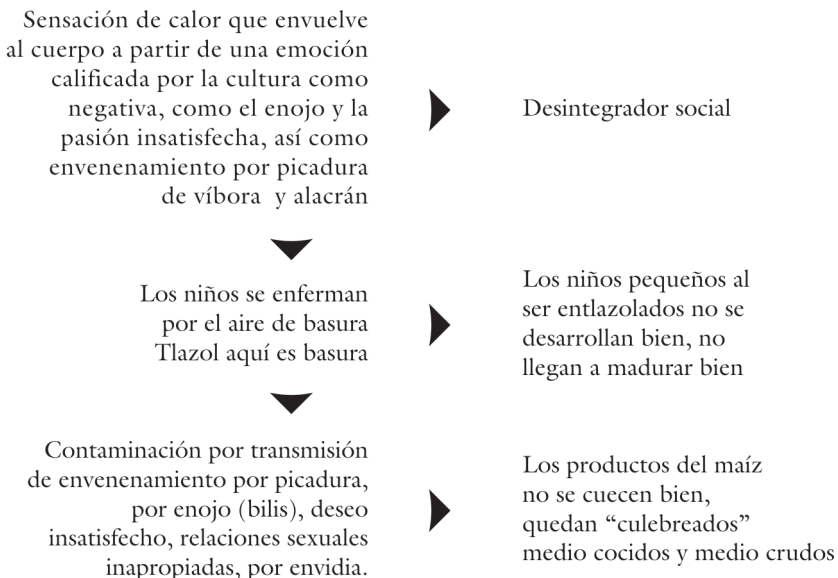 Sensación de calor que envuelve
al cuerpo a partir de una emoción
calificada por la cultura como
negativa, como el enojo y la
pasión insatisfecha, así como
envenenamiento por picadura
de víbora y alacrán
Desintegrador social
Los niños se enferman
por el aire de basura
Tlazol aquí es basura
Los niños pequeños al
ser entlazolados no se
desarrollan bien, no
llegan a madurar bien
Contaminación por transmisión
de envenenamiento por picadura,
por enojo (bilis), deseo
insatisfecho, relaciones sexuales
inapropiadas, por envidia.
Los productos del maíz
no se cuecen bien,
quedan “culebreados”
medio cocidos y medio crudos